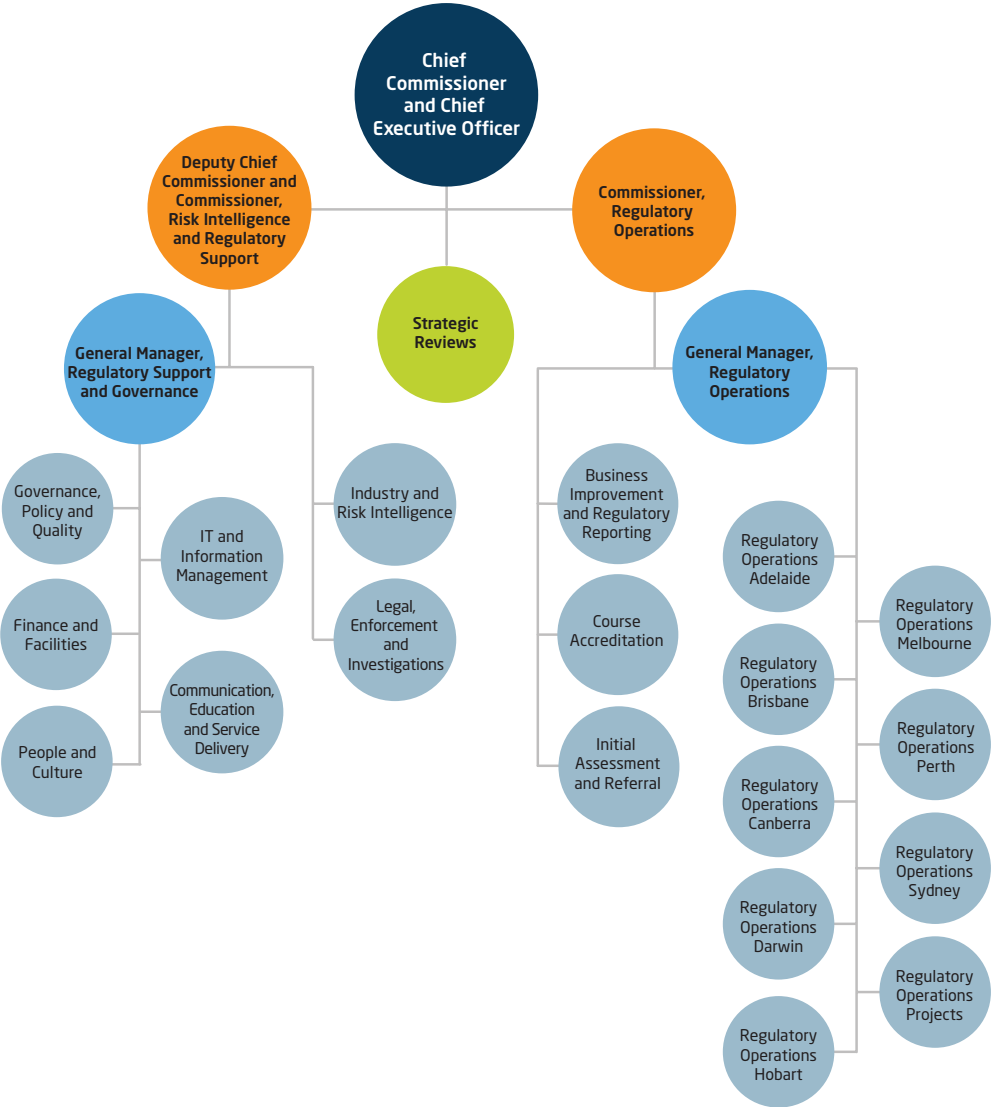 Chief
Commissioner
and Chief
Executive Officer
Deputy Chief
Commissioner and
Commissioner,
Risk Intelligence
and Regulatory
Support
Commissioner,
Regulatory
Operations
Strategic
Reviews
General Manager,
Regulatory Support
and Governance
General Manager,
Regulatory
Operations
Governance,
Policy and
Quality
IT and
Information
Management
Finance and
Facilities
Communication,
Education
and Service
Delivery
People and
Culture
Industry and
Risk Intelligence
Legal,
Enforcement
and
Investigations
Business
Improvement
and Regulatory
Reporting
Course
Accreditation
Initial
Assessment
and Referral
Regulatory
Operations
Adelaide
Regulatory
Operations
Melbourne
Regulatory
Operations
Brisbane
Regulatory
Operations
Perth
Regulatory
Operations
Canberra
Regulatory
Operations
Sydney
Regulatory
Operations
Darwin
Regulatory
Operations
Projects
Regulatory
Operations
Hobart